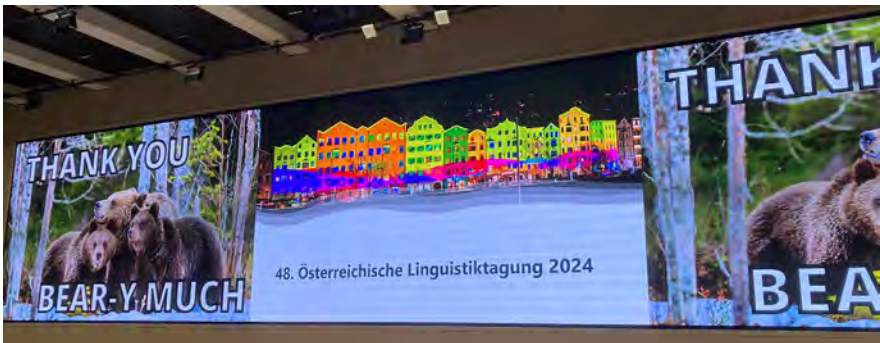 THANK YOU
BEAR-Y MUCH
48. Österreichische Linguistiktagung 2024
THANK
BEA